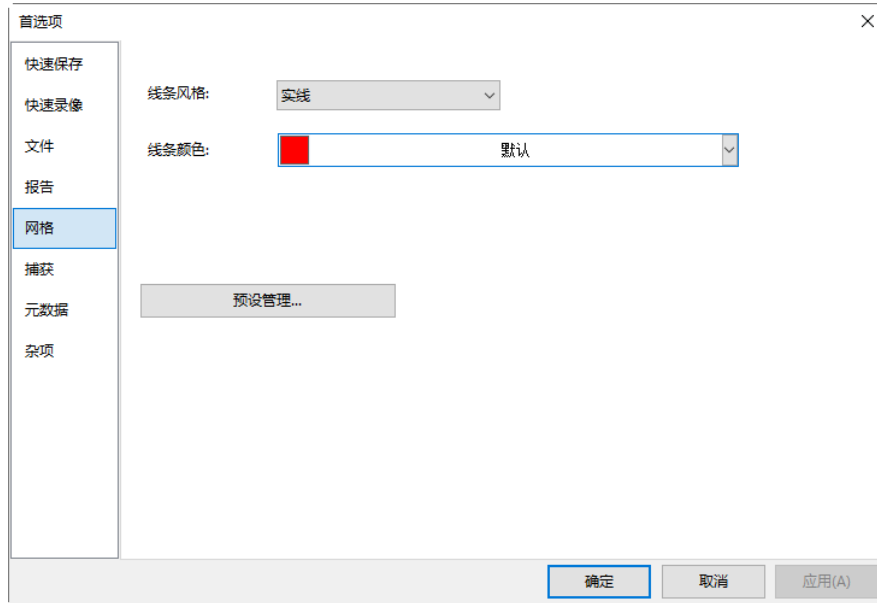 首选项
快速保存
快速录像
文件
报告
网格
捕获
元数据
杂项
线条风格:
实线
线条颜色:
默认
预设管理...
确定
取消
应用(A)